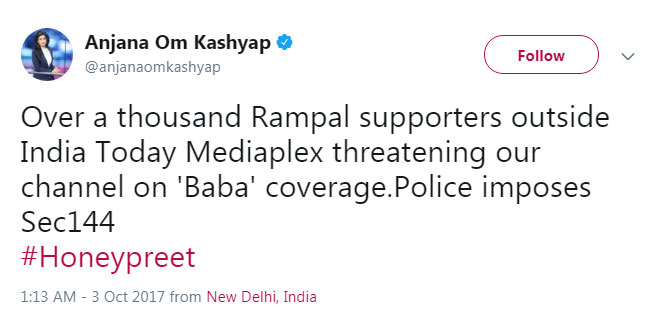 Anjana Om Kashyap
@anjanaomkashyap
Follow
Over a thousand Rampal supporters outside
India Today Mediaplex threatening our
channel on 'Baba' coverage.Police imposes
Sec144
#Honeypreet
1:13 AM - 3 Oct 2017 from New Delhi, India